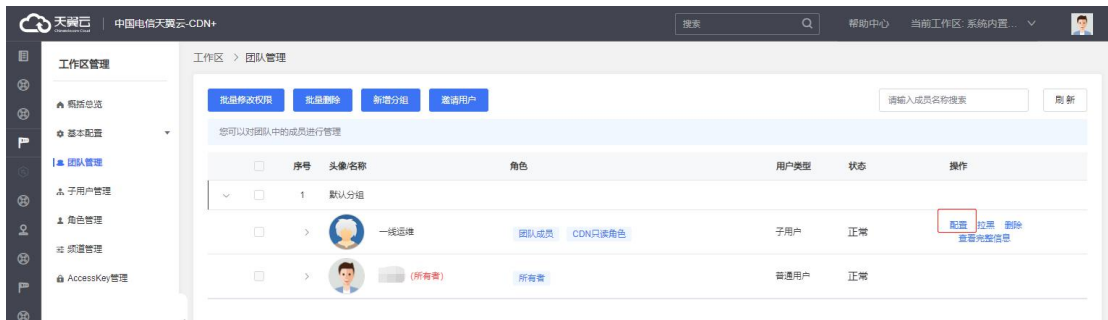 天翼云 中国电信天翼云-CDN+ 搜索 帮助中心 当前工作区: 系统内置...
工作区管理
概括总览
基本配置
团队管理
子用户管理
角色管理
频道管理
AccessKey管理
工作区 > 团队管理
批量修改权限 批量删除 新增分组 邀请用户 请输入成员名称搜索 刷新
您可以对团队中的成员进行管理
序号 头像/名称 角色 用户类型 状态 操作
1 默认分组
一线运维 团队成员 CDN只读角色 子用户 正常 配置 拉黑 删除
查看完整信息
(所有者) 所有者 普通用户 正常